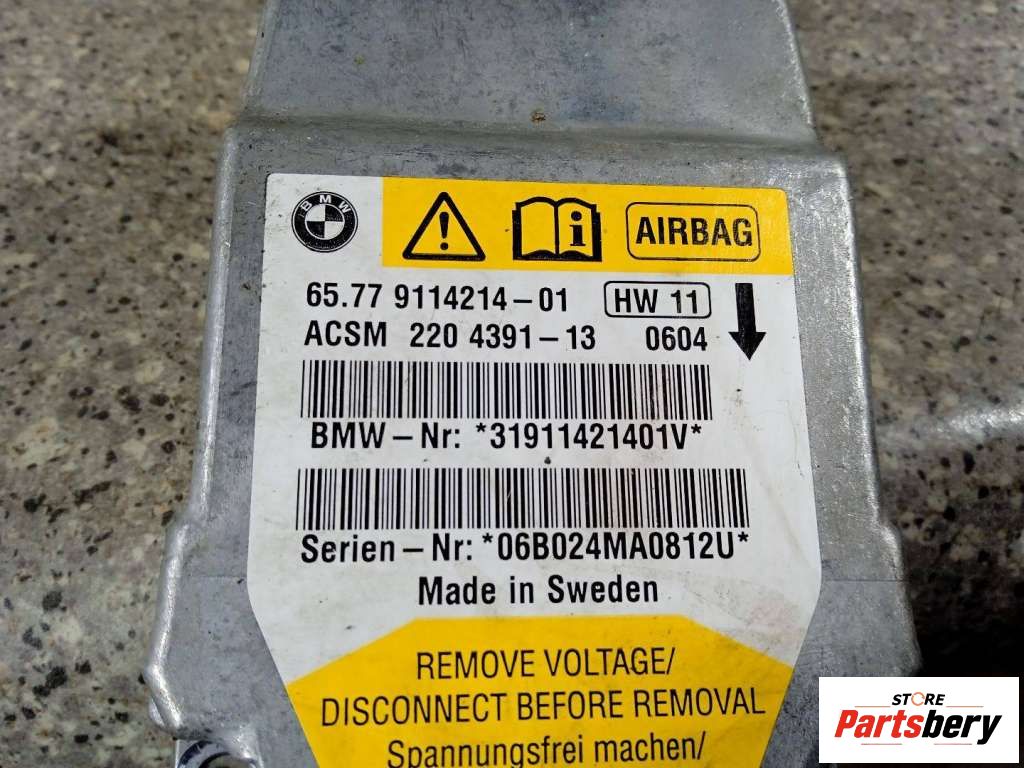 BMW
AIRBAG
65.77 9114214-01 HW 11
ACSM 220 4391-13 0604
BMW-Nr: *31911421401V*
Serien-Nr: *06B024MA0812U*
Made in Sweden
REMOVE VOLTAGE/
DISCONNECT BEFORE REMOVAL
Spannungsfrei machen/
STORE
Partsbery